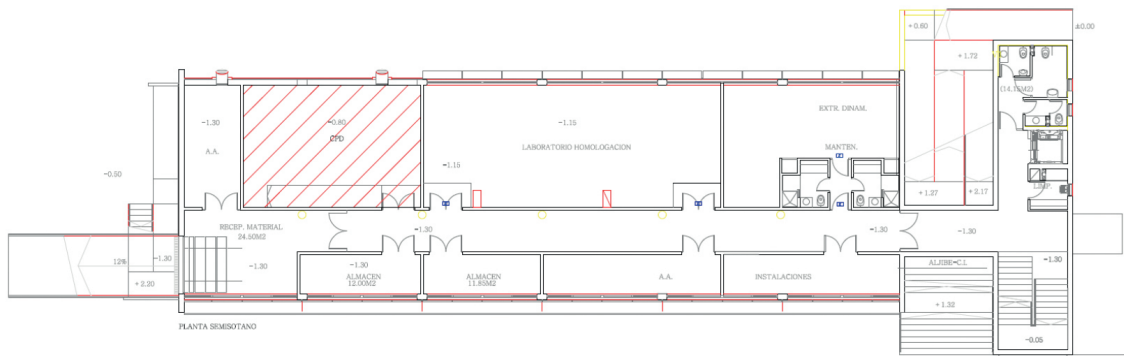 +0.60
±0,00
+1.72
(14.15M2)
-1.30
-0.80
CPD
-1.15
EXTR. DINAM.
A.A.
LABORATORIO HOMOLOGACION
MANTEN.
-1.15
-0.50
+1.27
+2.17
LIMP.
RECEP. MATERIAL
24.50M2
-1.30
-1.30
-1.30
12%
-1.30
-1.30
-1.30
ALJIBE-C.I.
-1.30
+2.20
ALMACEN
12.00M2
ALMACEN
11.85M2
A.A.
INSTALACIONES
+1.32
PLANTA SEMISOTANO
-0.05